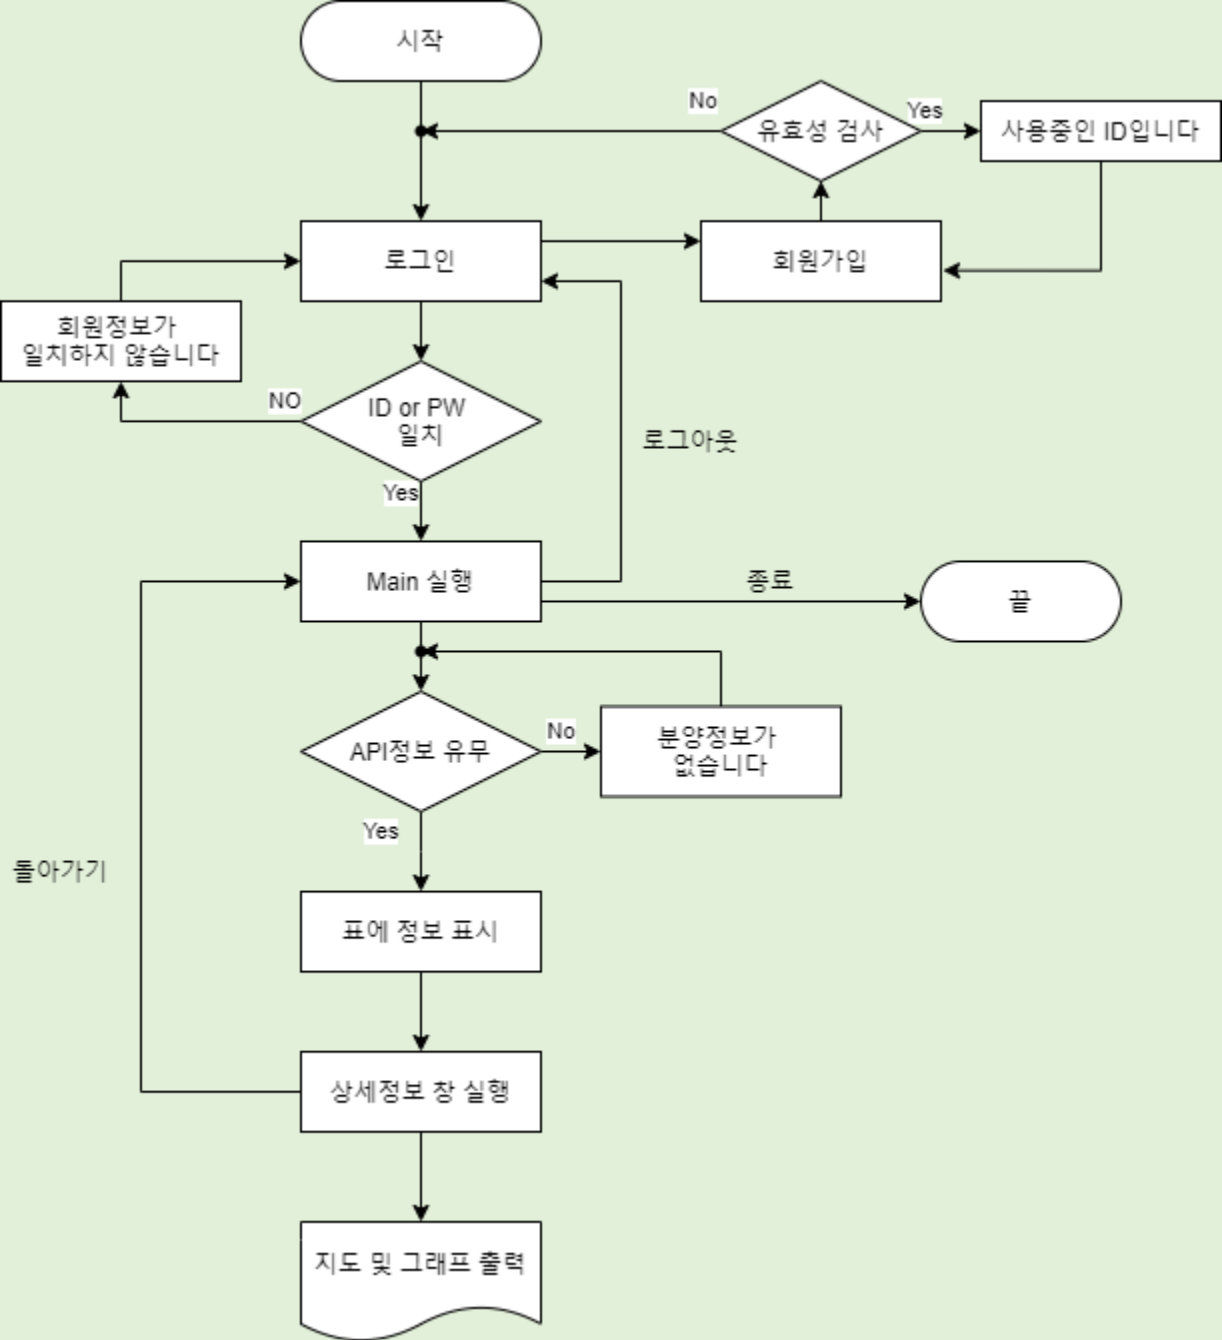 시작
No
유효성 검사
Yes
사용중인 ID입니다
로그인
회원가입
회원정보가
일치하지 않습니다
NO
ID or PW
일치
로그아웃
Yes
Main 실행
종료
끝
API정보 유무
No
분양정보가
없습니다
Yes
돌아가기
표에 정보 표시
상세정보 창 실행
지도 및 그래프 출력